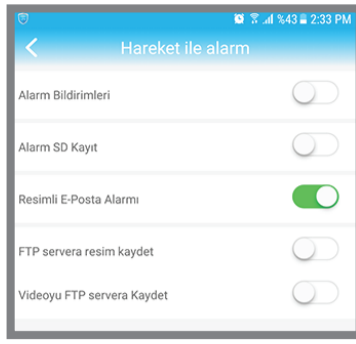 %43 2:33 PM
Hareket ile alarm
Alarm Bildirimleri
Alarm SD Kayıt
Resimli E-Posta Alarmı
FTP servera resim kaydet
Videoyu FTP servera Kaydet